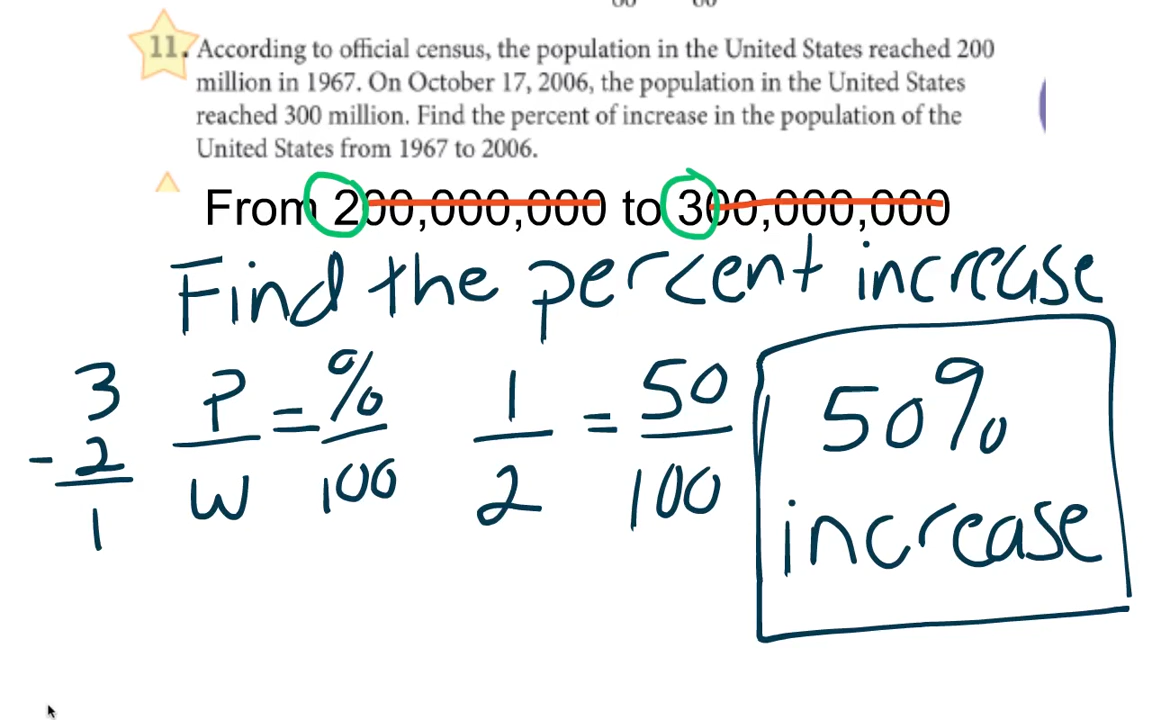 11. According to official census, the population in the United States reached 200
million in 1967. On October 17, 2006, the population in the United States
reached 300 million. Find the percent of increase in the population of the
United States from 1967 to 2006.
From 200,000,000 to 300,000,000
Find the percent increase
3
- 2
1
P = %
W 100
1 = 50
2 100
50%
increase